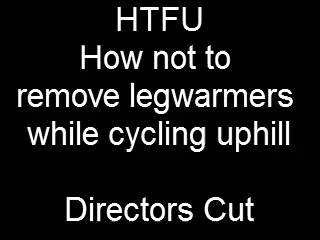 HTFU
How not to
remove legwarmers
while cycling uphill
Directors Cut